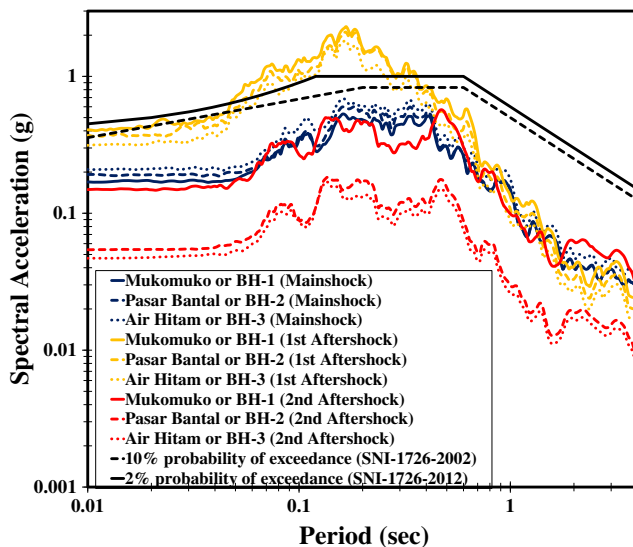 Spectral Acceleration (g)
1
0.1
0.01
0.001
Mukomuko or BH-1 (Mainshock)
Pasar Bantal or BH-2 (Mainshock)
Air Hitam or BH-3 (Mainshock)
Mukomuko or BH-1 (1st Aftershock)
Pasar Bantal or BH-2 (1st Aftershock)
Air Hitam or BH-3 (1st Aftershock)
Mukomuko or BH-1 (2nd Aftershock)
Pasar Bantal or BH-2 (2nd Aftershock)
Air Hitam or BH-3 (2nd Aftershock)
10% probability of exceedance (SNI-1726-2002)
2% probability of exceedance (SNI-1726-2012)
0.01 0.1 1
Period (sec)